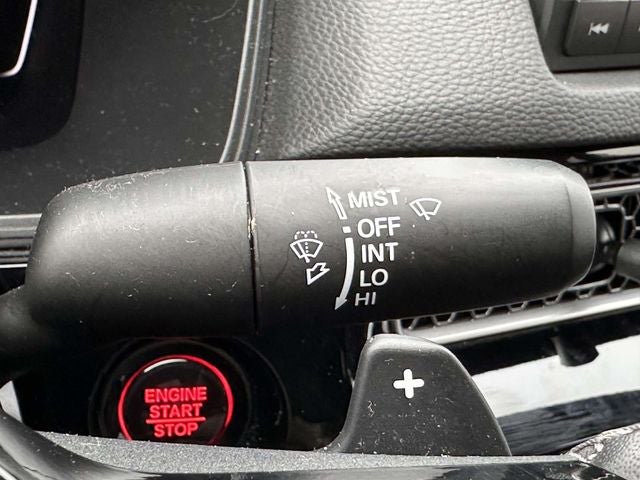 MIST
OFF
INT
LO
HI
ENGINE
START
STOP
+